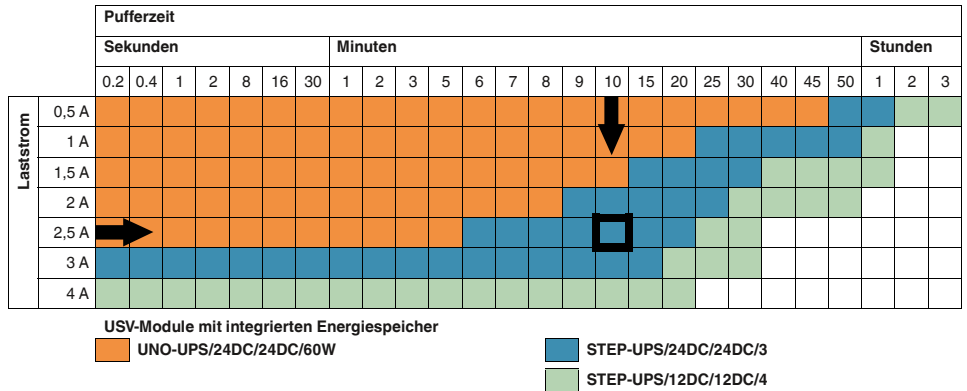 Pufferzeit
Sekunden Minuten Stunden
0.2 0.4 1 2 8 16 30 1 2 3 5 6 7 8 9 10 15 20 25 30 40 45 50 1 2 3
Laststrom
0,5 A
1 A
1,5 A
2 A
2,5 A
3 A
4 A
USV-Module mit integrierten Energiespeicher
UNO-UPS/24DC/24DC/60W STEP-UPS/24DC/24DC/3
STEP-UPS/12DC/12DC/4